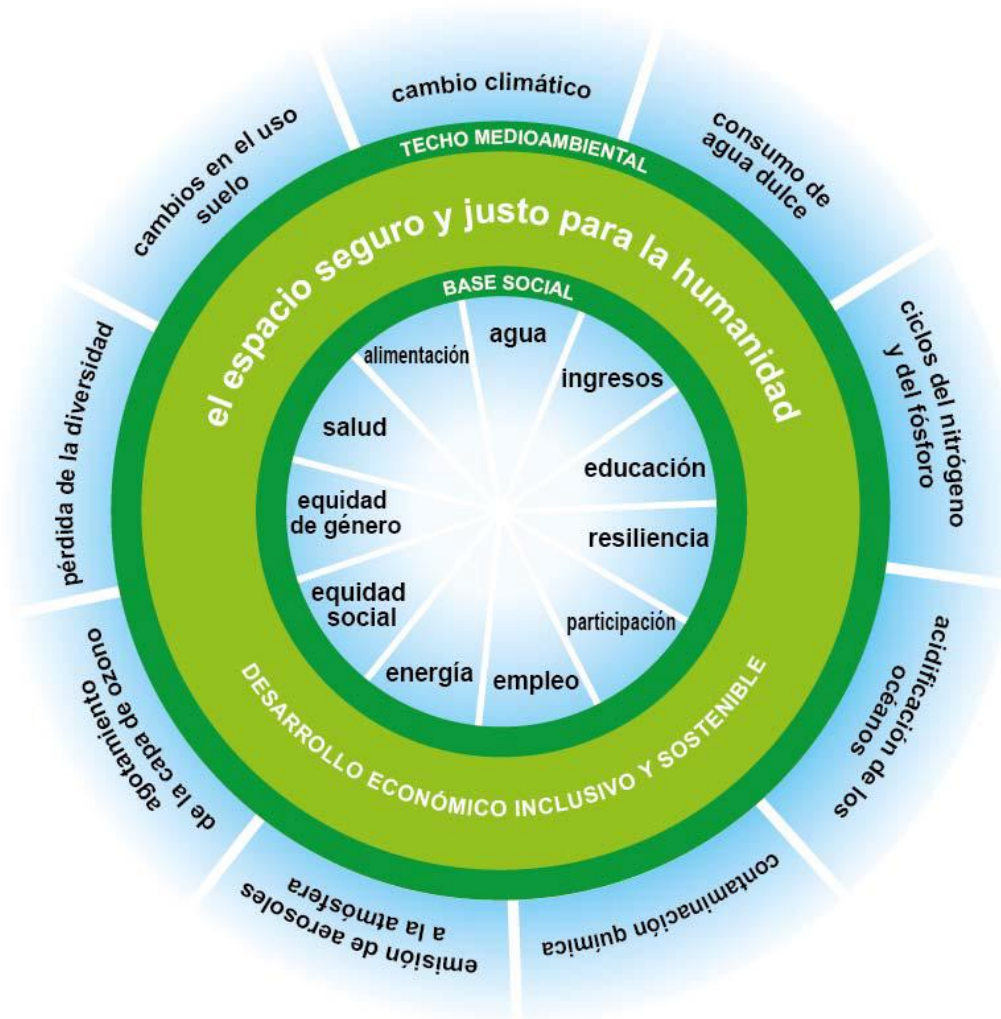 cambio climático
consumo de
agua dulce
ciclos del nitrógeno
y del fósforo
acidificación de los
océanos
contaminación química
emisión de aerosoles
a la atmósfera
agotamiento
de la capa de ozono
pérdida de la diversidad
cambios en el uso
suelo
TECHO MEDIOAMBIENTAL
el espacio seguro y justo para la humanidad
BASE SOCIAL
agua
ingresos
educación
resiliencia
participación
empleo
energía
equidad
social
equidad
de género
salud
alimentación
DESARROLLO ECONÓMICO INCLUSIVO Y SOSTENIBLE